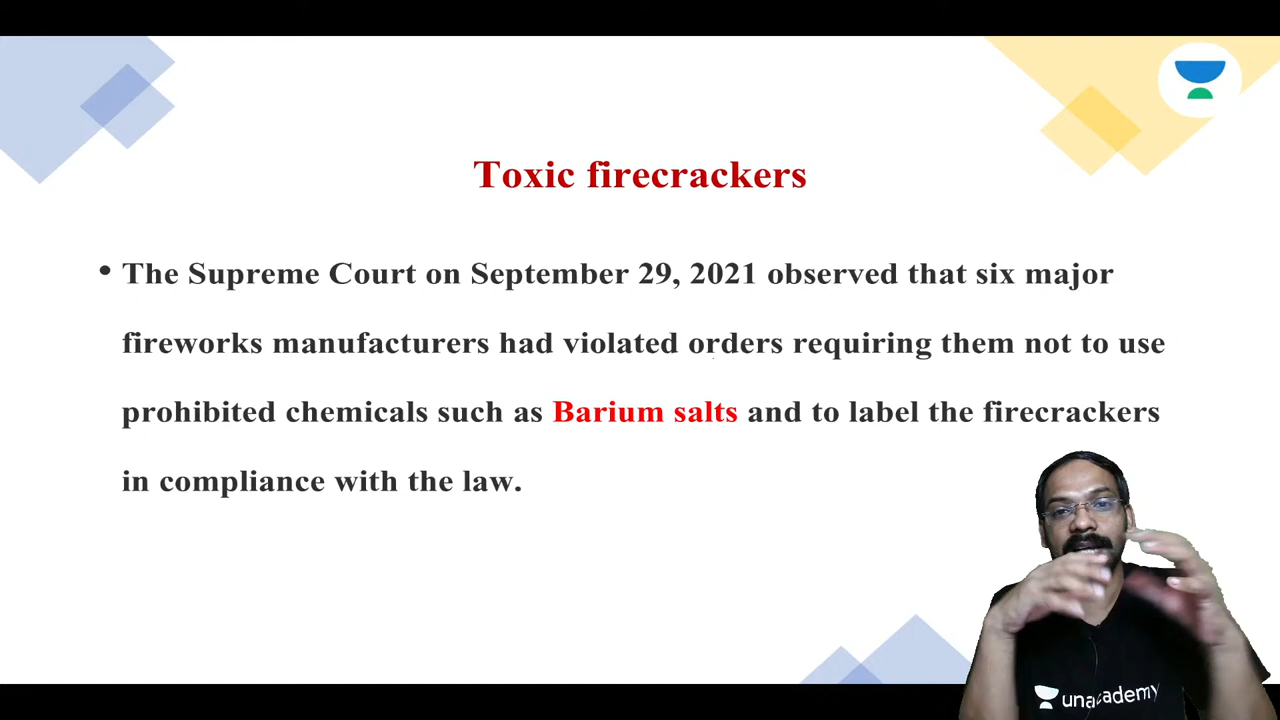 Toxic firecrackers
• The Supreme Court on September 29, 2021 observed that six major
fireworks manufacturers had violated orders requiring them not to use
prohibited chemicals such as Barium salts and to label the firecrackers
in compliance with the law.
unacademy